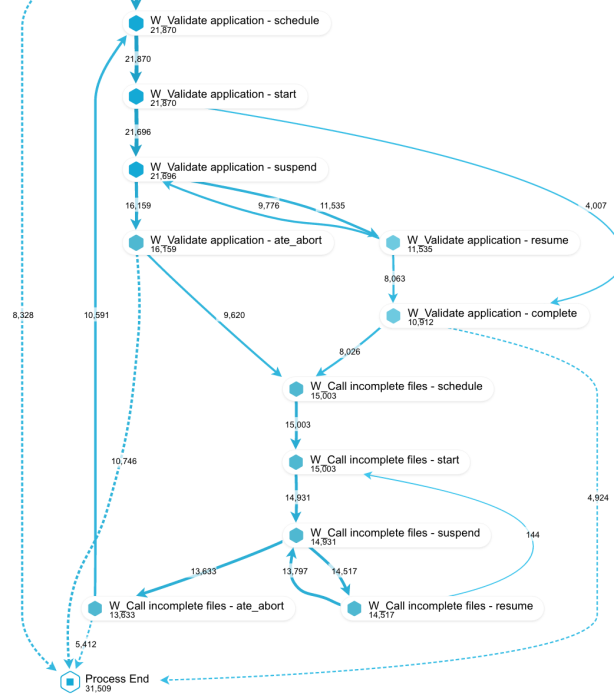 W_Validate application - schedule
21,870
21,870
W_Validate application - start
21,870
21,696
4,007
W_Validate application - suspend
21,696
16,159
9,776
11,535
W_Validate application - ate_abort
16,159
W_Validate application - resume
11,535
8,063
8,328
10,591
9,620
W_Validate application - complete
10,912
8,026
W_Call incomplete files - schedule
15,003
15,003
10,746
W_Call incomplete files - start
15,003
14,931
4,924
W_Call incomplete files - suspend
14,931
144
13,633
13,797
14,517
W_Call incomplete files - ate_abort
13,633
W_Call incomplete files - resume
14,517
5,412
Process End
31,509